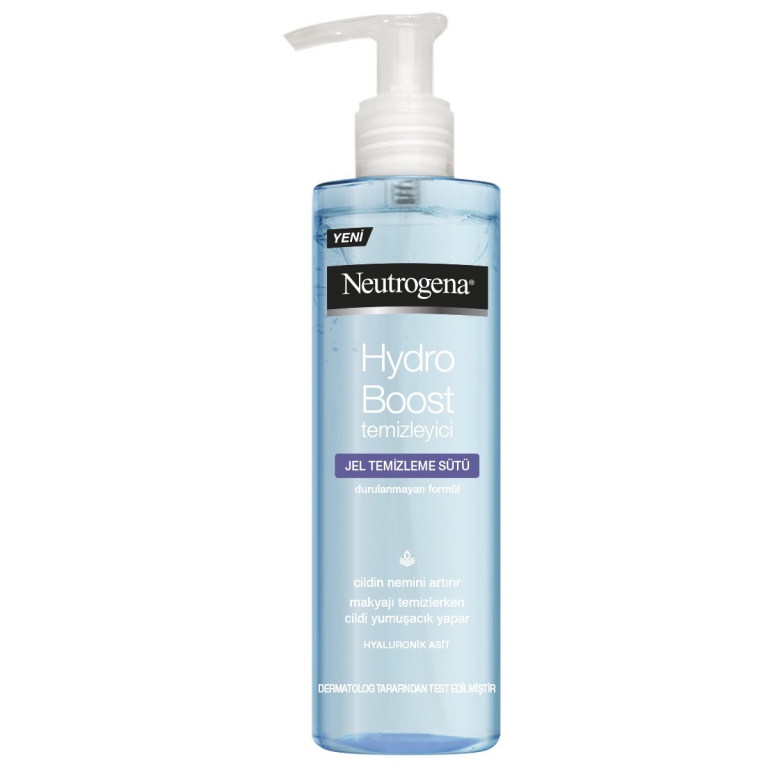 YENİ
Neutrogena®
Hydro
Boost
temizleyici
JEL TEMİZLEME SÜTÜ
durulanmayan formül
cildin nemini artırır
makyajı temizlerken
cildi yumuşacık yapar
HYALURONİK ASİT
DERMATOLOG TARAFINDAN TEST EDİLMİŞTİR